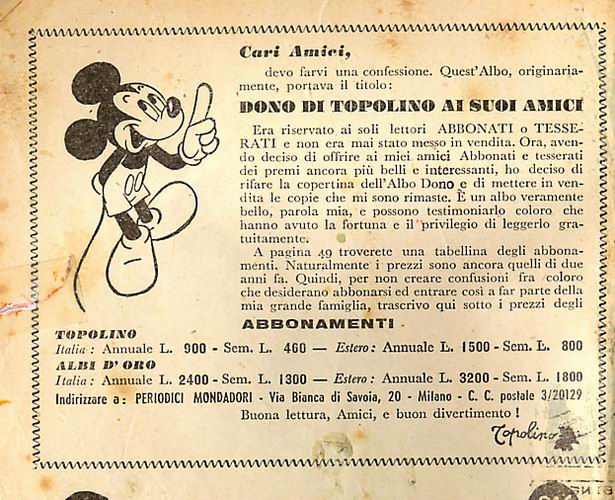 Cari Amici,
devo farvi una confessione. Quest'Albo, originaria-
mente, portava il titolo:
DONO DI TOPOLINO AI SUOI AMICI
Era riservato ai soli lettori ABBONATI o TESSE-
RATI e non era mai stato messo in vendita. Ora, aven-
do deciso di offrire ai miei amici Abbonati e tesserati
dei premi ancora più belli e interessanti, ho deciso di
rifare la copertina dell'Albo Dono e di mettere in ven-
dita le copie che mi sono rimaste. È un albo veramente
bello, parola mia, e possono testimoniarlo coloro che
hanno avuto la fortuna e il privilegio di leggerlo gra-
tuitamente.
A pagina 49 troverete una tabellina degli abbona-
menti. Naturalmente i prezzi sono ancora quelli di due
anni fa. Quindi, per non creare confusioni fra coloro
che desiderano abbonarsi ed entrare così a far parte della
mia grande famiglia, trascrivo qui sotto i prezzi degli
ABBONAMENTI
TOPOLINO
Italia : Annuale L. 900 - Sem. L. 460 — Estero : Annuale L. 1500 - Sem. L. 800
ALBI D'ORO
Italia : Annuale L. 2400 - Sem. L. 1300 — Estero : Annuale L. 3200 - Sem. L. 1800
Indirizzare a : PERIODICI MONDADORI - Via Bianca di Savoia, 20 - Milano - C. C. postale 3/20129
Buona lettura, Amici, e buon divertimento !
Topolino